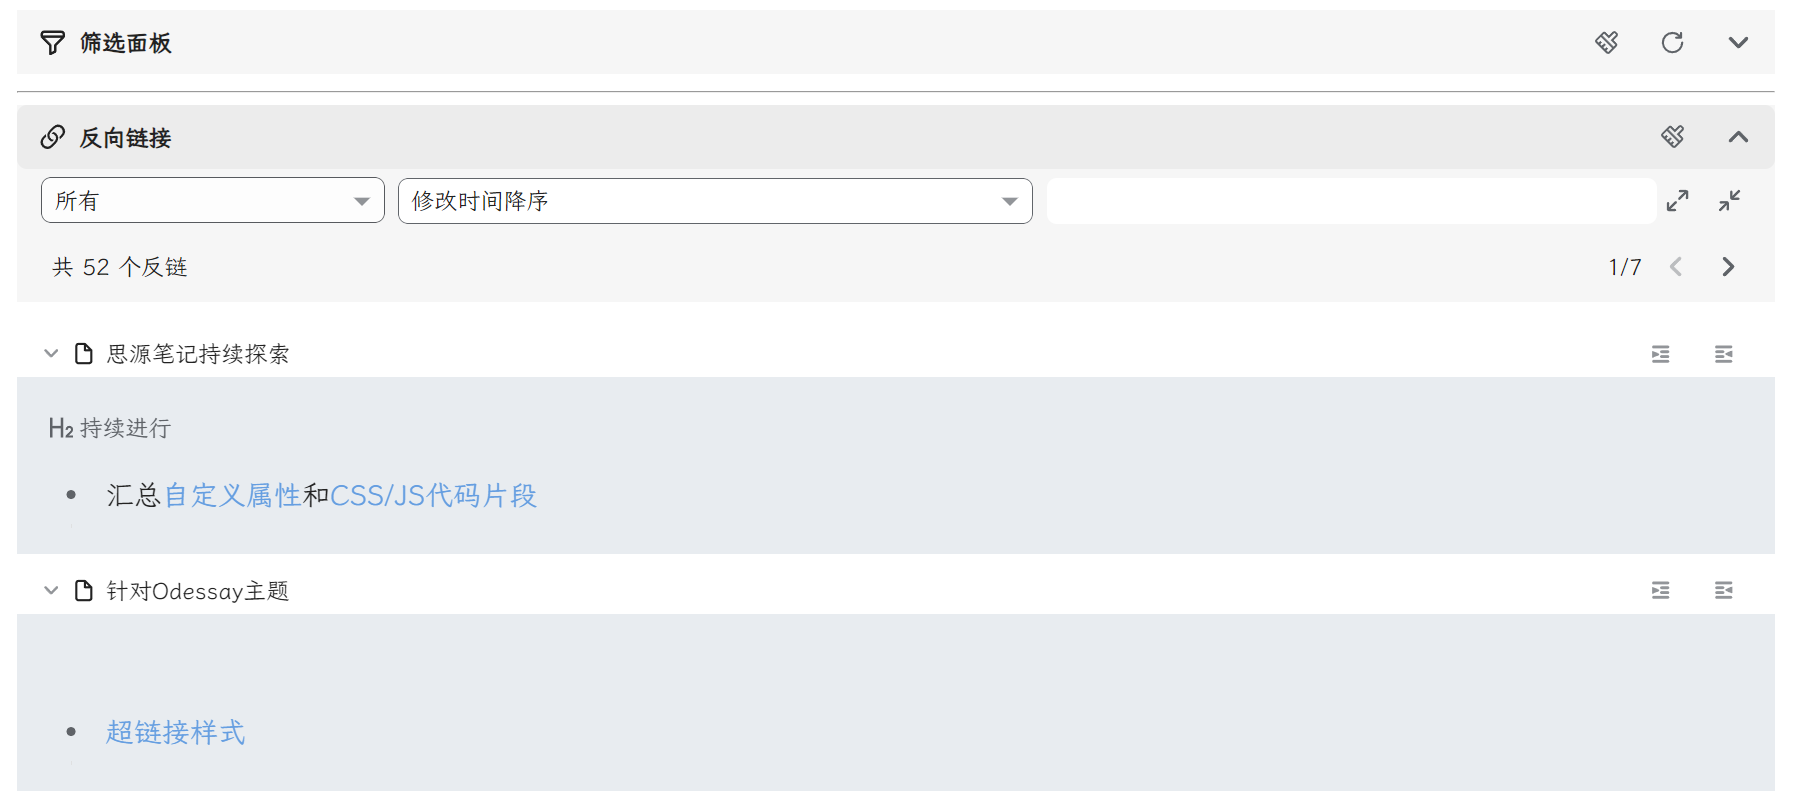 筛选面板
反向链接
所有 修改时间降序
共 52 个反链 1/7
思源笔记持续探索
H2 持续进行
汇总自定义属性和CSS/JS代码片段
针对Odessay主题
超链接样式